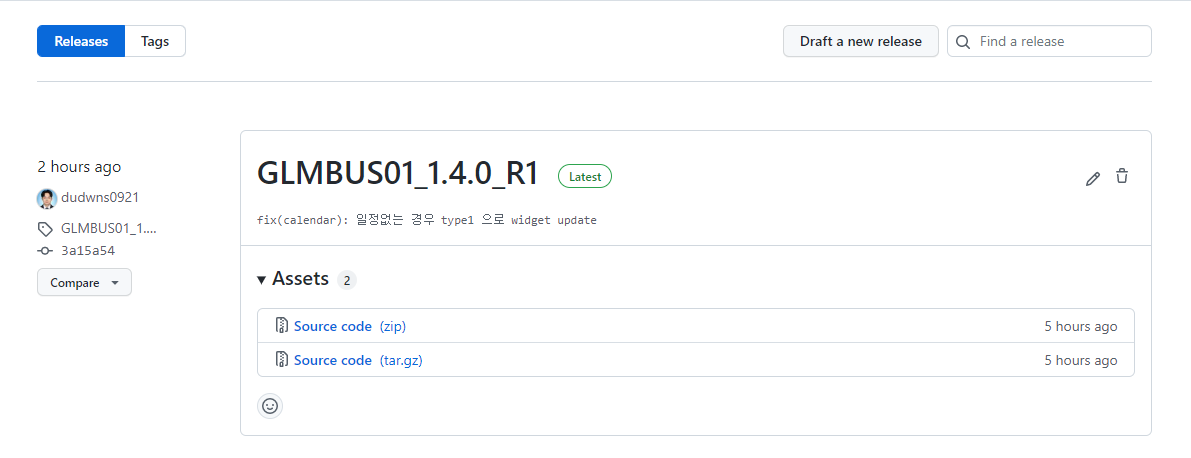 Releases Tags Draft a new release Find a release
2 hours ago
dudwns0921
GLMBUS01_1....
3a15a54
Compare
GLMBUS01_1.4.0_R1 Latest
fix(calendar): 일정없는 경우 type1 으로 widget update
Assets 2
Source code (zip) 5 hours ago
Source code (tar.gz) 5 hours ago